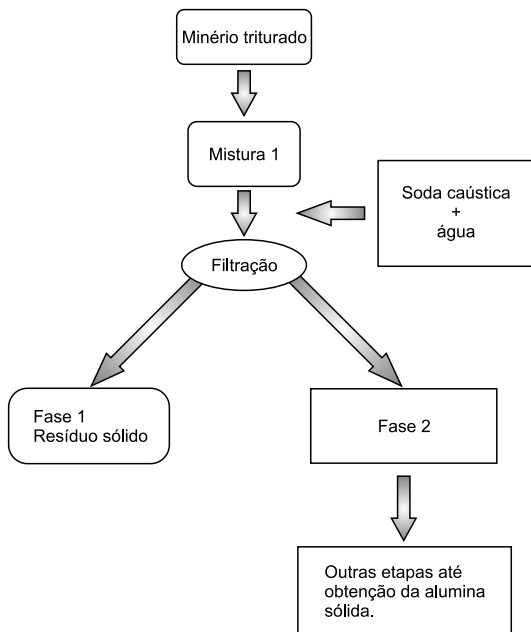 Minério triturado
Mistura 1
Soda caústica
+
água
Filtração
Fase 1
Resíduo sólido
Fase 2
Outras etapas até
obtenção da alumina
sólida.